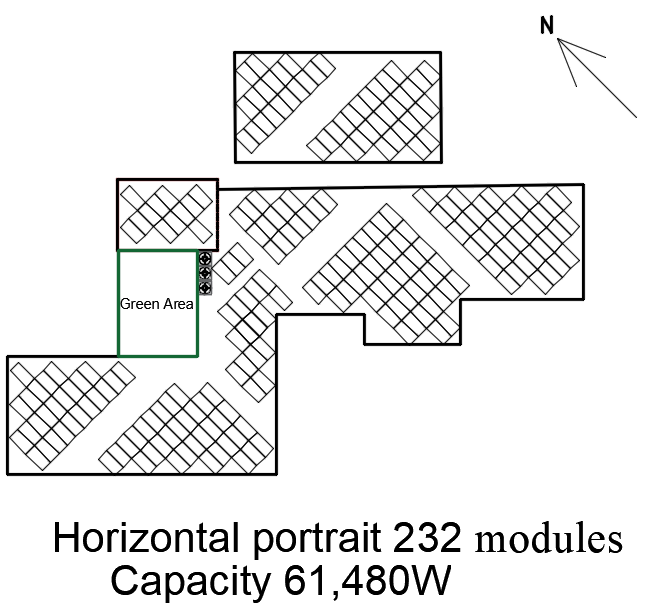 N
Green Area
Horizontal portrait 232 modules
Capacity 61,480W